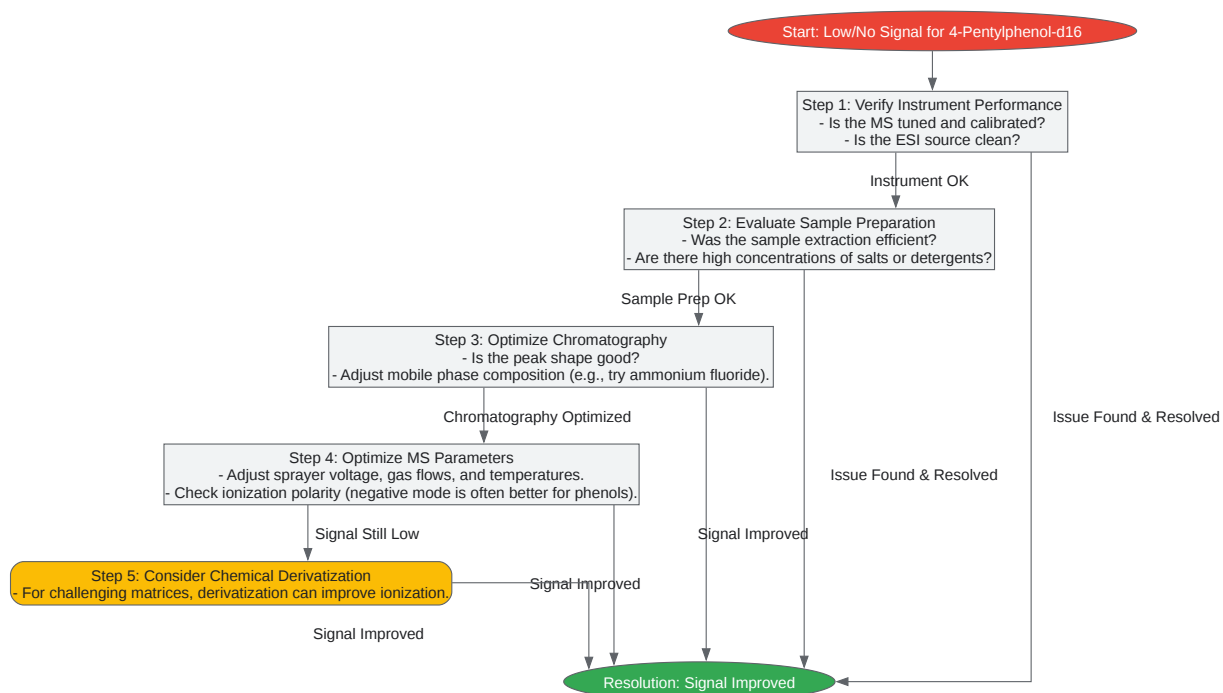 Start: Low/No Signal for 4-Pentylphenol-d16
Step 1: Verify Instrument Performance
- Is the MS tuned and calibrated?
- Is the ESI source clean?
Instrument OK
Step 2: Evaluate Sample Preparation
- Was the sample extraction efficient?
- Are there high concentrations of salts or detergents?
Sample Prep OK
Step 3: Optimize Chromatography
- Is the peak shape good?
- Adjust mobile phase composition (e.g., try ammonium fluoride).
Chromatography Optimized
Issue Found & Resolved
Step 4: Optimize MS Parameters
- Adjust sprayer voltage, gas flows, and temperatures.
- Check ionization polarity (negative mode is often better for phenols).
Issue Found & Resolved
Signal Still Low
Signal Improved
Step 5: Consider Chemical Derivatization
- For challenging matrices, derivatization can improve ionization.
Signal Improved
Signal Improved
Resolution: Signal Improved